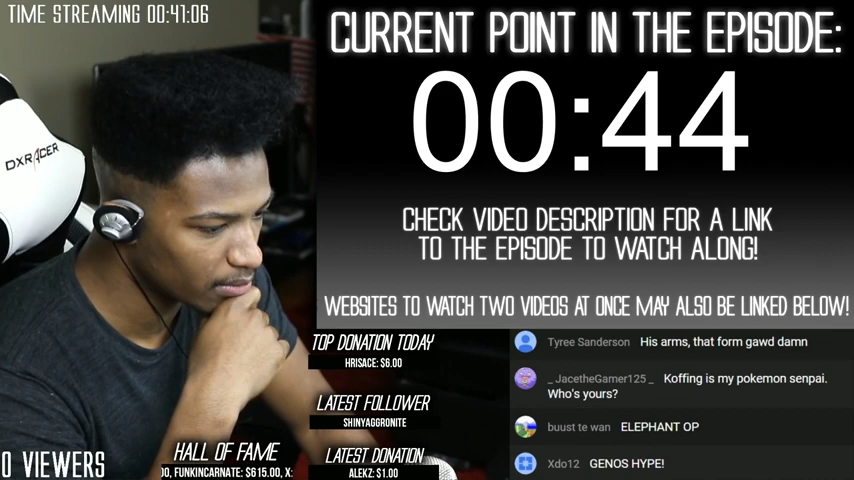 TIME STREAMING 00:41:06
CURRENT POINT IN THE EPISODE:
00:44
CHECK VIDEO DESCRIPTION FOR A LINK
TO THE EPISODE TO WATCH ALONG!
WEBSITES TO WATCH TWO VIDEOS AT ONCE MAY ALSO BE LINKED BELOW!
DXRACER
TOP DONATION TODAY
HRISACE: $6.00
LATEST FOLLOWER
SHINYAGGRONITE
LATEST DONATION
ALEKZ: $1.00
HALL OF FAME
00, FUNKINCARNATE: $615.00, X:
0 VIEWERS
Tyree Sanderson His arms, that form gawd damn
_JacetheGamer125_ Koffing is my pokemon senpai.
Who's yours?
buust te wan ELEPHANT OP
Xdo12 GENOS HYPE!